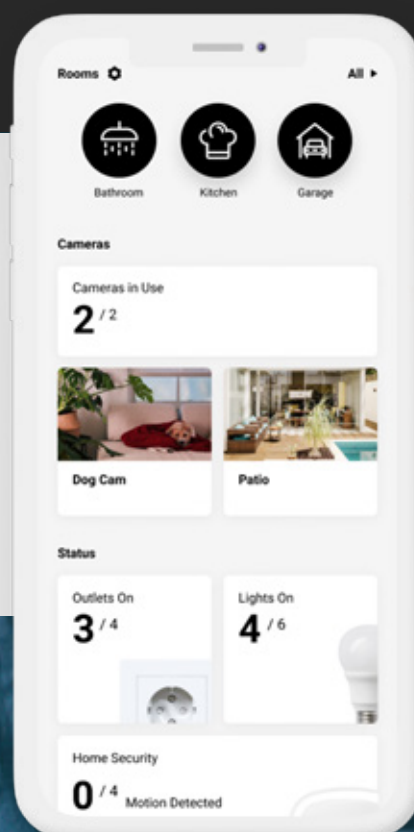 Rooms
All
Bathroom Kitchen Garage
Cameras
Cameras in Use
2 / 2
Dog Cam Patio
Status
Outlets On Lights On
3 / 4 4 / 6
Home Security
0 / 4 Motion Detected